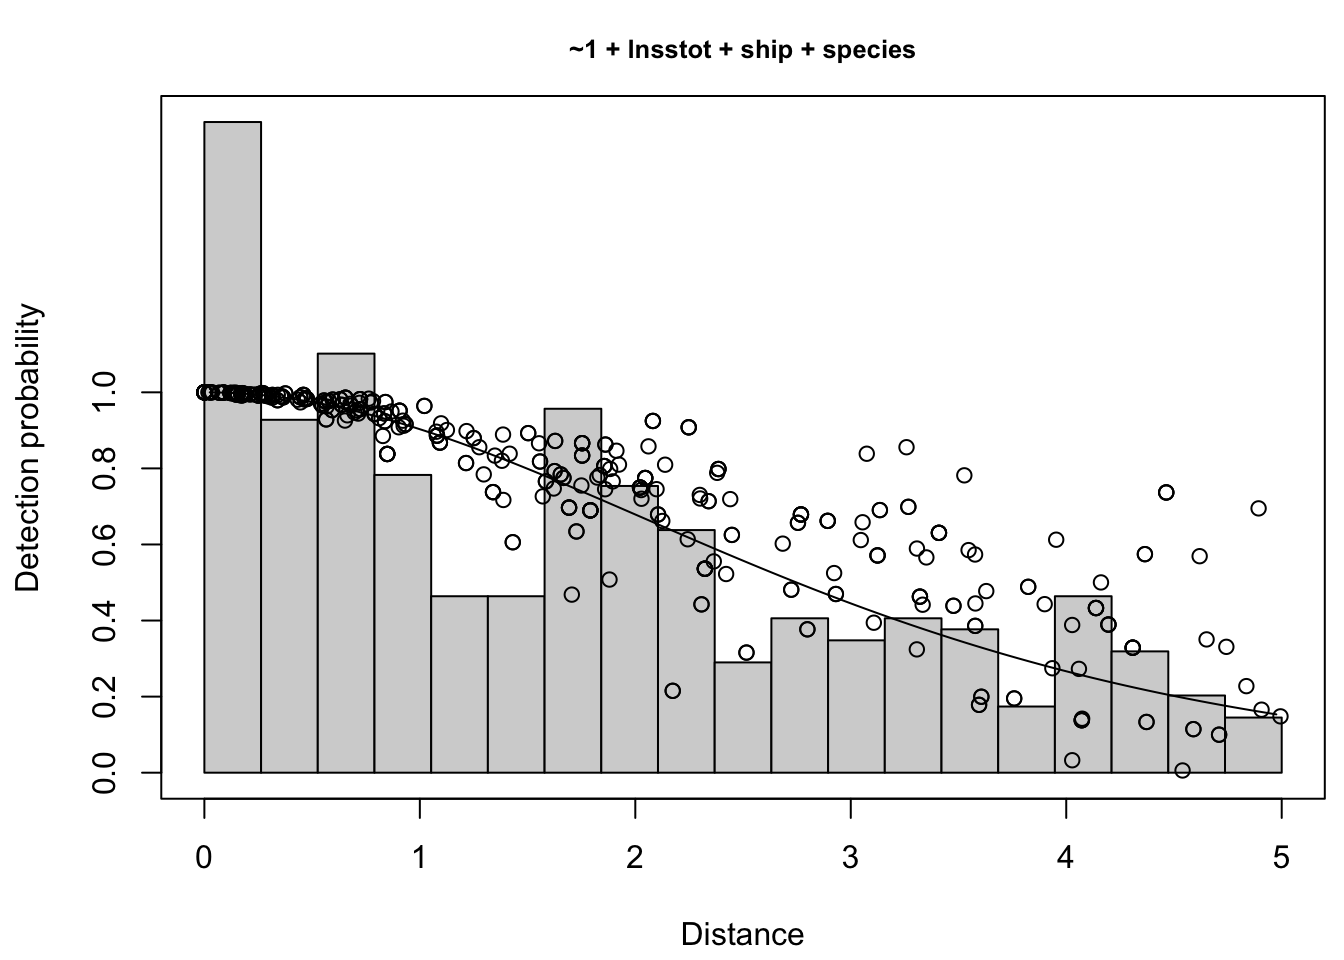 ~1 + lnsstot + ship + species
Detection probability
1.0
0.8
0.6
0.4
0.2
0.0
0 1 2 3 4 5
Distance